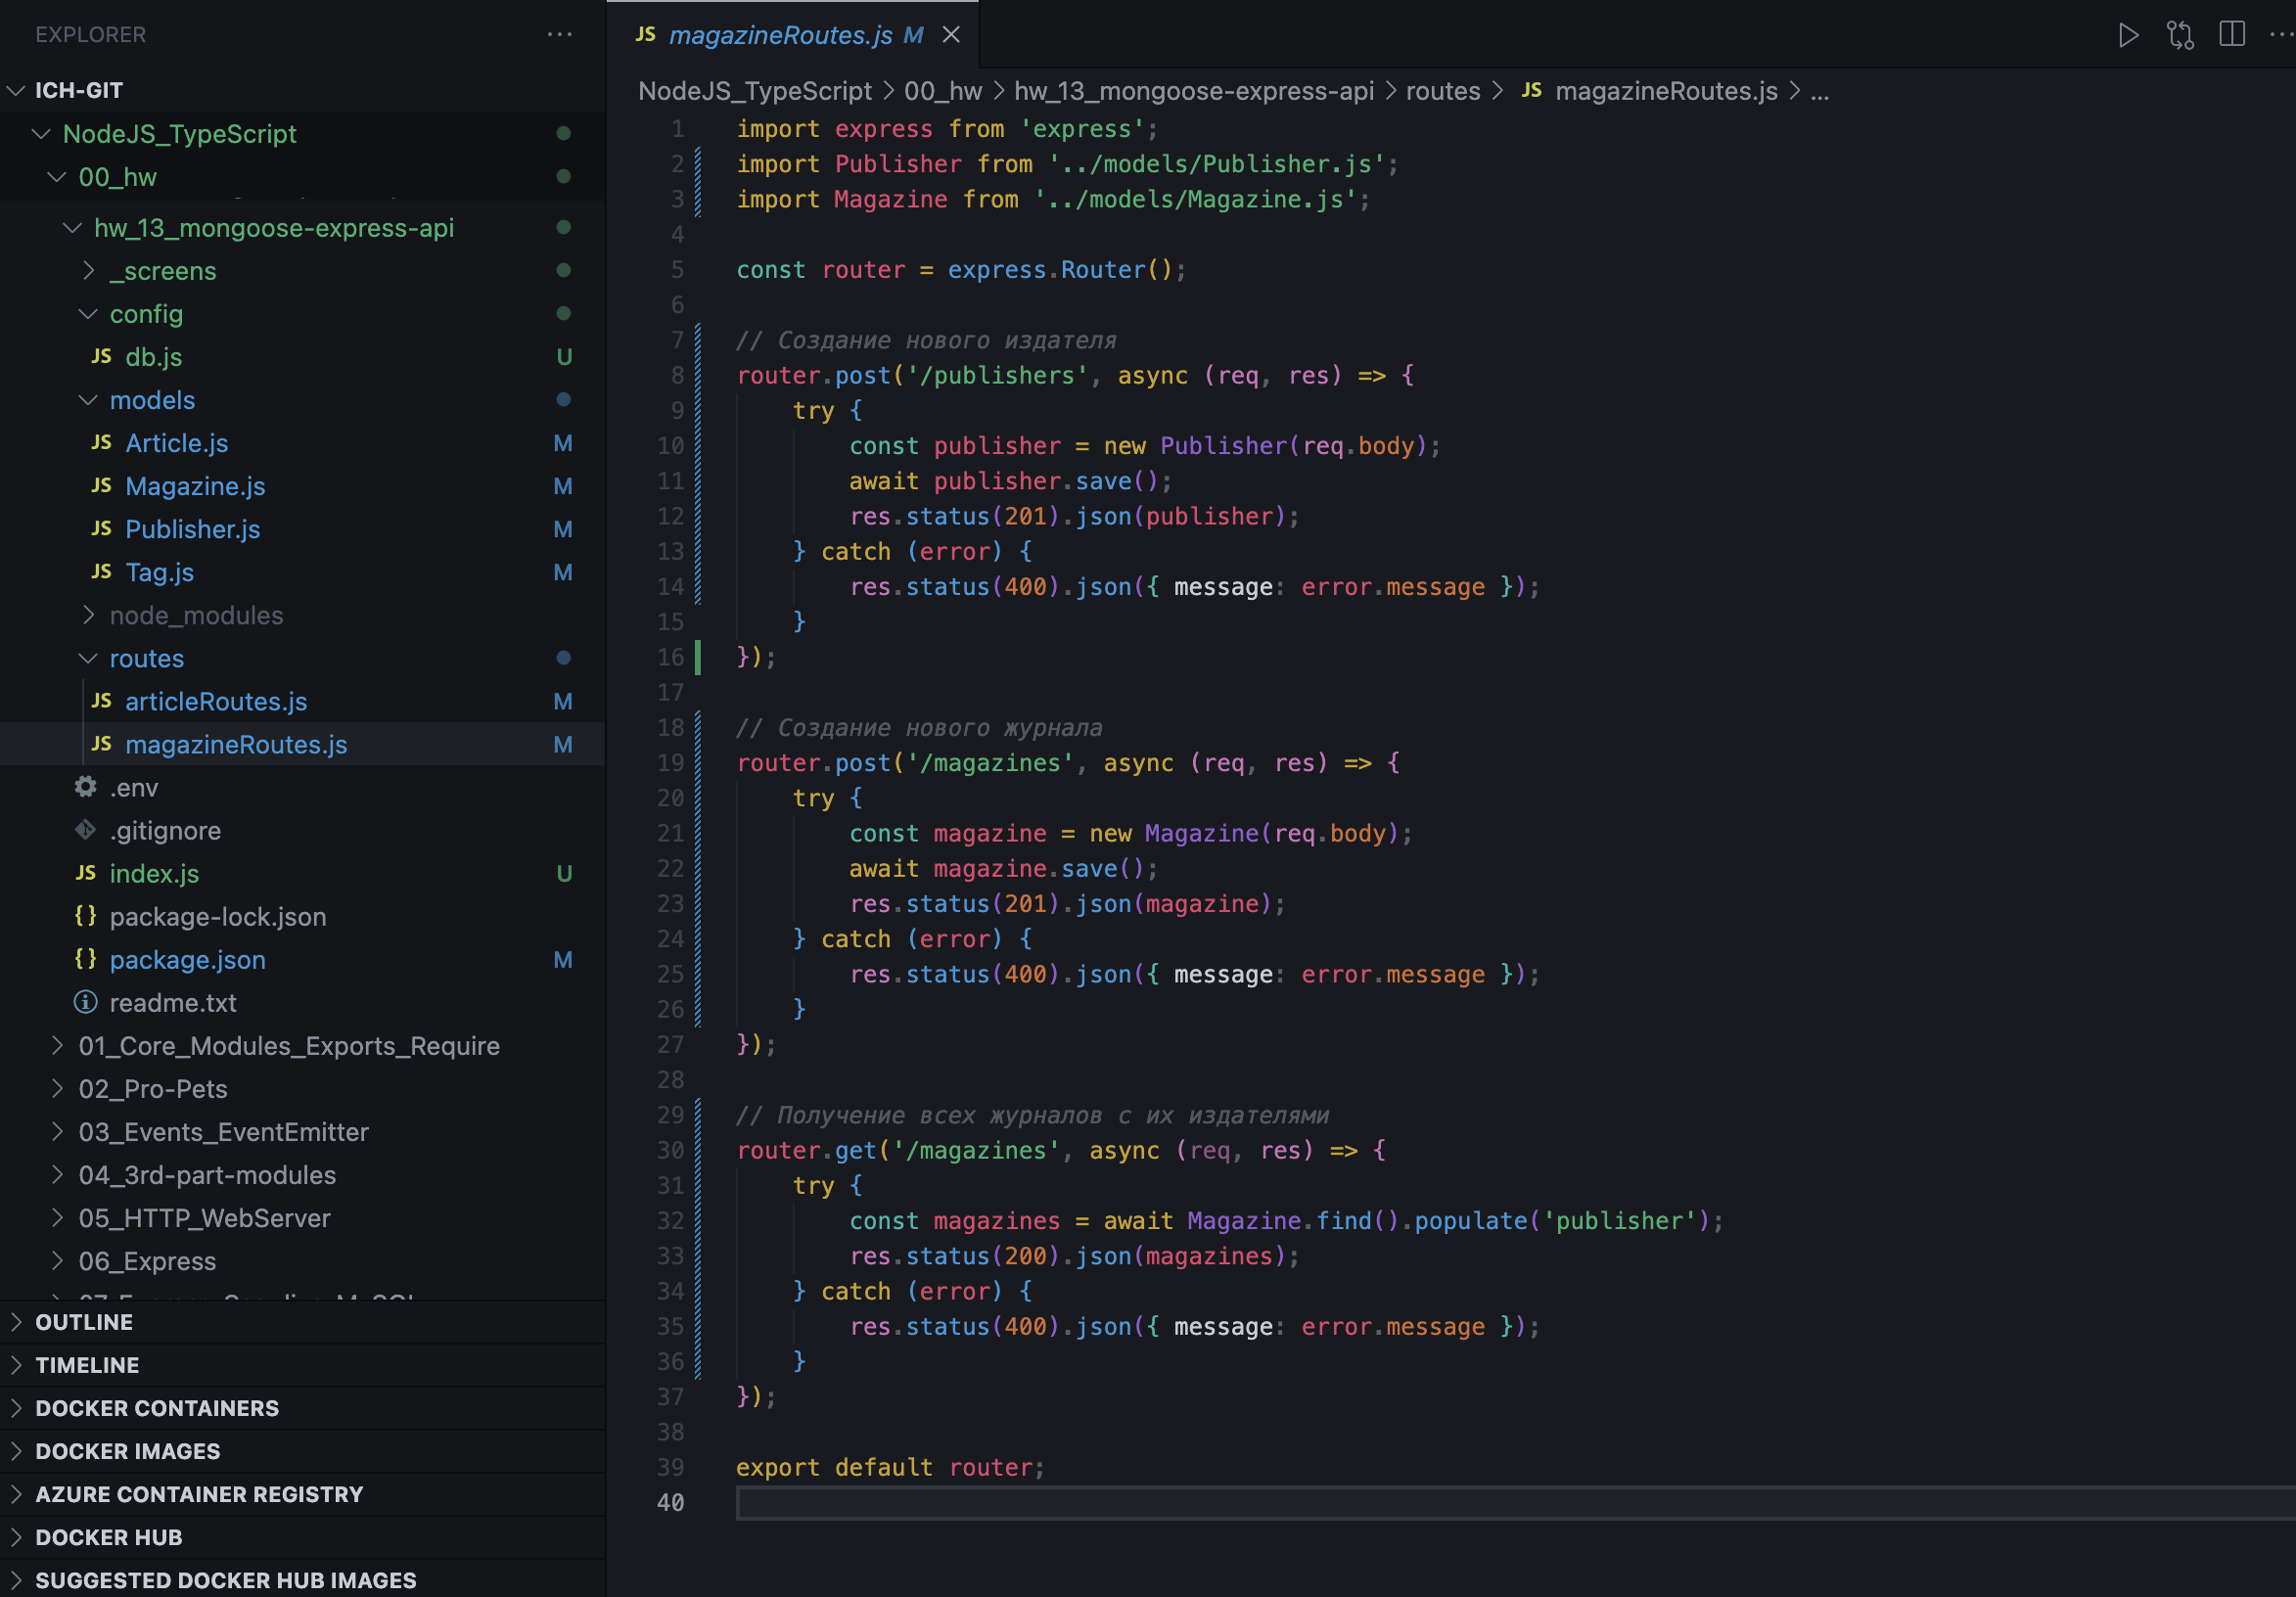 EXPLORER
ICH-GIT
NodeJS_TypeScript
00_hw
hw_13_mongoose-express-api
_screens
config
JS db.js U
models
JS Article.js M
JS Magazine.js M
JS Publisher.js M
JS Tag.js M
node_modules
routes
JS articleRoutes.js M
JS magazineRoutes.js M
.env
.gitignore
JS index.js U
{} package-lock.json
{} package.json M
readme.txt
01_Core_Modules_Exports_Require
02_Pro-Pets
03_Events_EventEmitter
04_3rd-part-modules
05_HTTP_WebServer
06_Express
OUTLINE
TIMELINE
DOCKER CONTAINERS
DOCKER IMAGES
AZURE CONTAINER REGISTRY
DOCKER HUB
SUGGESTED DOCKER HUB IMAGES
JS magazineRoutes.js M
NodeJS_TypeScript > 00_hw > hw_13_mongoose-express-api > routes > JS magazineRoutes.js > ...
1 import express from 'express';
2 import Publisher from '../models/Publisher.js';
3 import Magazine from '../models/Magazine.js';
4
5 const router = express.Router();
6
7 // Создание нового издателя
8 router.post('/publishers', async (req, res) => {
9 try {
10 const publisher = new Publisher(req.body);
11 await publisher.save();
12 res.status(201).json(publisher);
13 } catch (error) {
14 res.status(400).json({ message: error.message });
15 }
16 });
17
18 // Создание нового журнала
19 router.post('/magazines', async (req, res) => {
20 try {
21 const magazine = new Magazine(req.body);
22 await magazine.save();
23 res.status(201).json(magazine);
24 } catch (error) {
25 res.status(400).json({ message: error.message });
26 }
27 });
28
29 // Получение всех журналов с их издателями
30 router.get('/magazines', async (req, res) => {
31 try {
32 const magazines = await Magazine.find().populate('publisher');
33 res.status(200).json(magazines);
34 } catch (error) {
35 res.status(400).json({ message: error.message });
36 }
37 });
38
39 export default router;
40